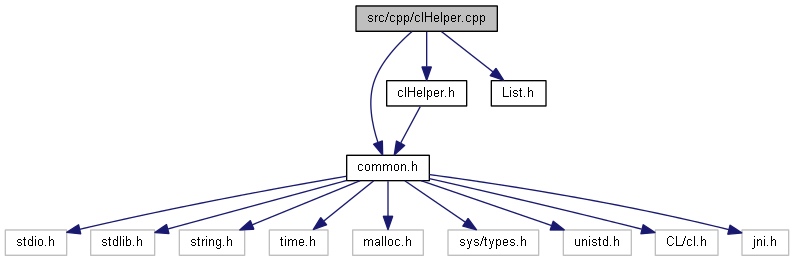 src/cpp/clHelper.cpp
clHelper.h
List.h
common.h
stdio.h
stdlib.h
string.h
time.h
malloc.h
sys/types.h
unistd.h
CL/cl.h
jni.h